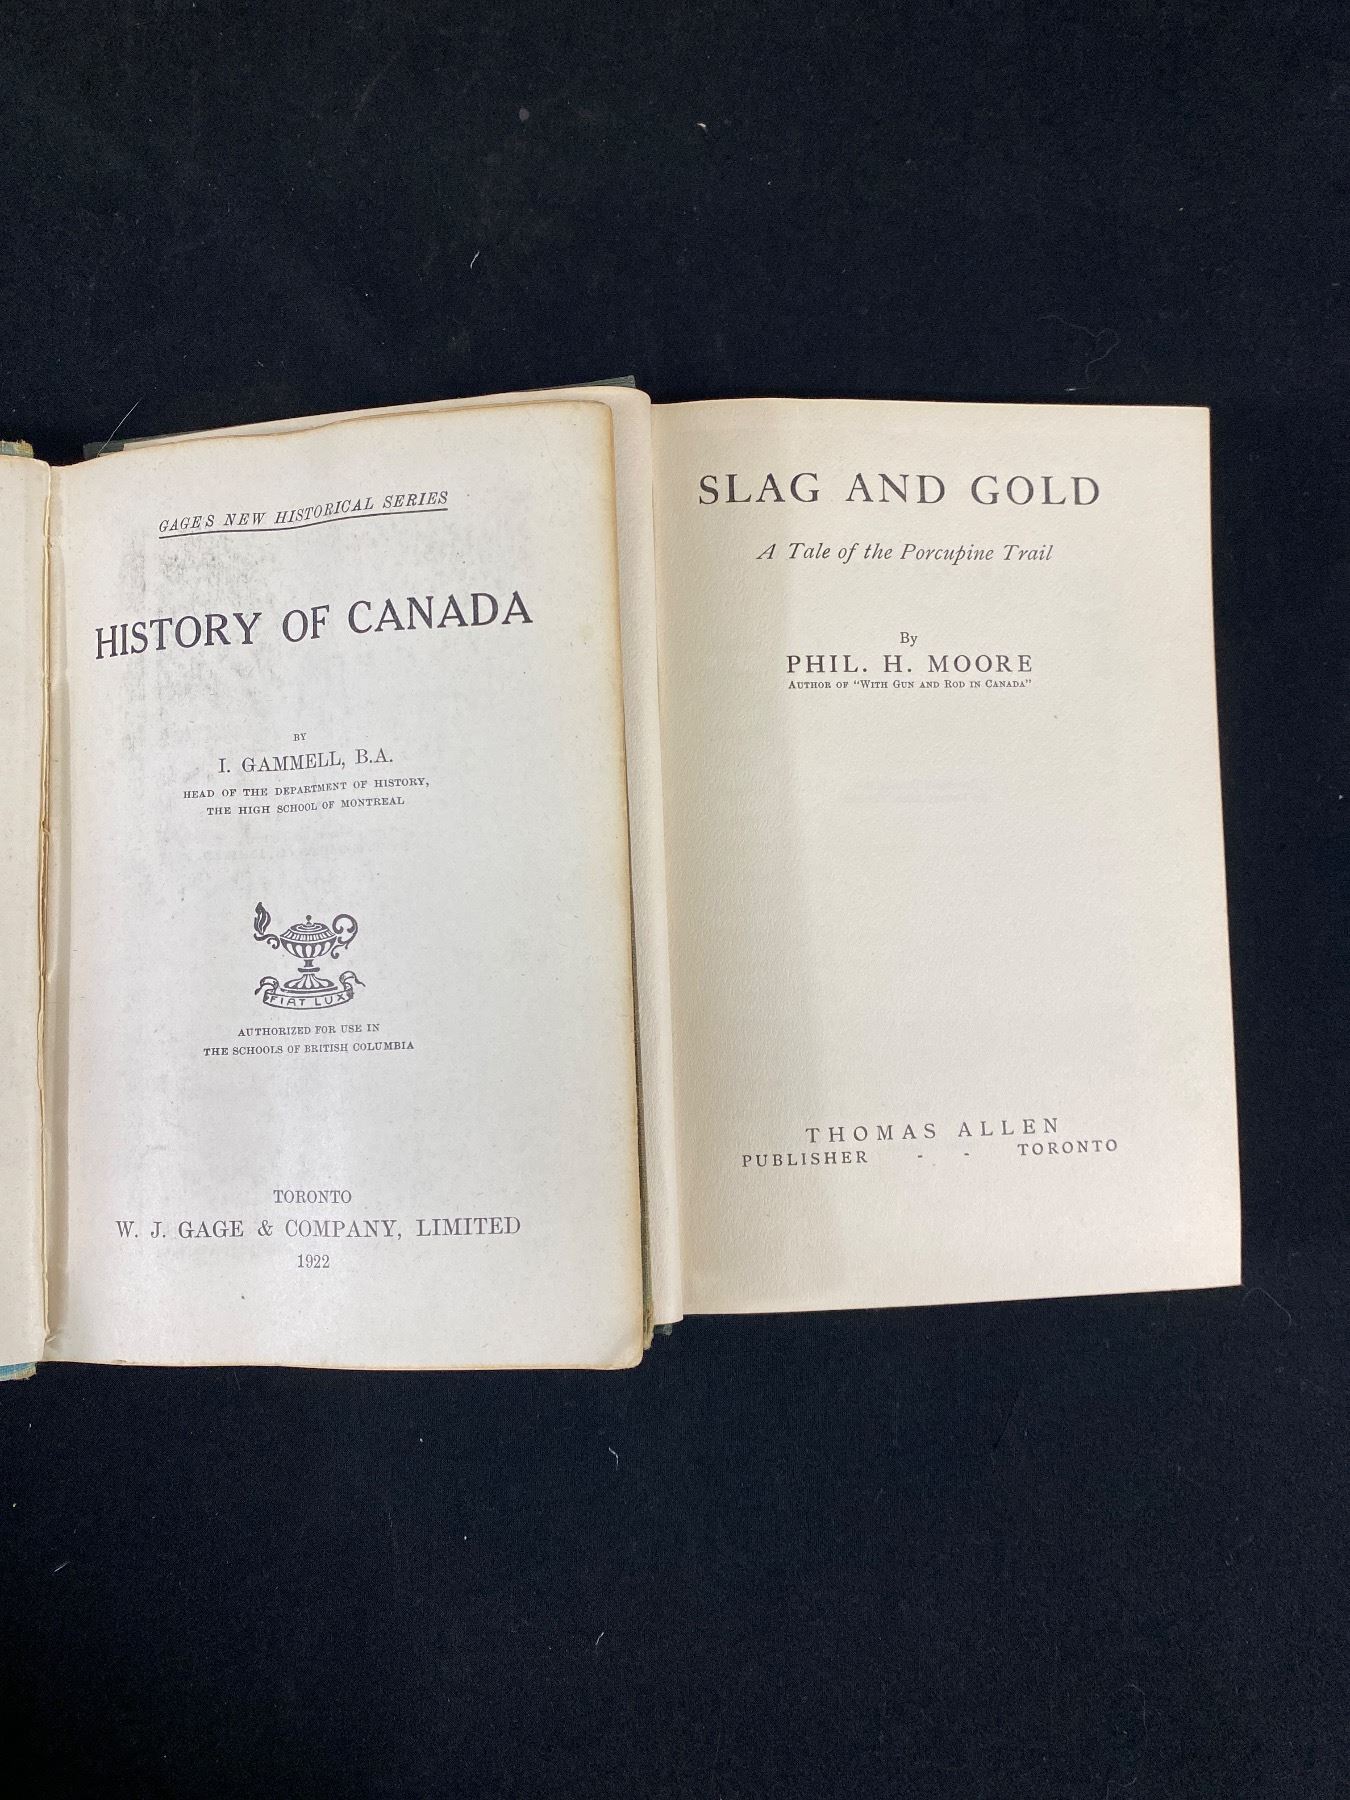 GAGE'S NEW HISTORICAL SERIES
HISTORY OF CANADA
BY
I. GAMMELL, B.A.
HEAD OF THE DEPARTMENT OF HISTORY,
THE HIGH SCHOOL OF MONTREAL
FIAT LUX
AUTHORIZED FOR USE IN
THE SCHOOLS OF BRITISH COLUMBIA
TORONTO
W. J. GAGE & COMPANY, LIMITED
1922
SLAG AND GOLD
A Tale of the Porcupine Trail
By
PHIL. H. MOORE
AUTHOR OF "WITH GUN AND ROD IN CANADA"
THOMAS ALLEN
PUBLISHER - - TORONTO